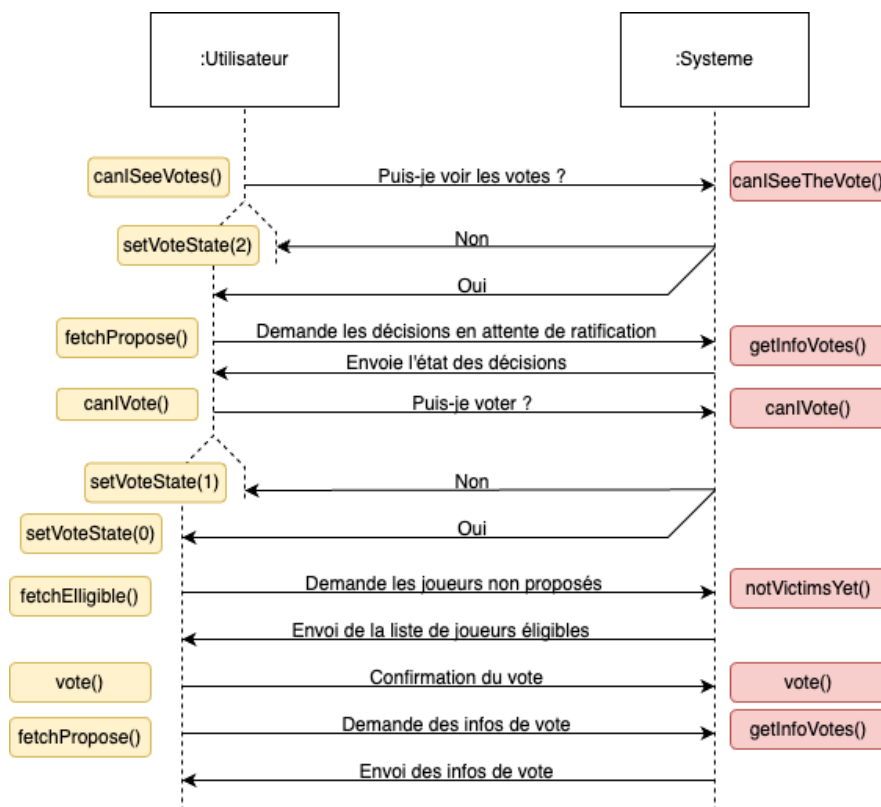 :Utilisateur
:Systeme
canISeeVotes()
Puis-je voir les votes ?
canISeeTheVote()
setVoteState(2)
Non
Oui
fetchPropose()
Demande les décisions en attente de ratification
getInfoVotes()
Envoie l'état des décisions
canIVote()
Puis-je voter ?
canIVote()
setVoteState(1)
Non
setVoteState(0)
Oui
fetchElligible()
Demande les joueurs non proposés
notVictimsYet()
Envoi de la liste de joueurs éligibles
vote()
Confirmation du vote
vote()
fetchPropose()
Demande des infos de vote
getInfoVotes()
Envoi des infos de vote